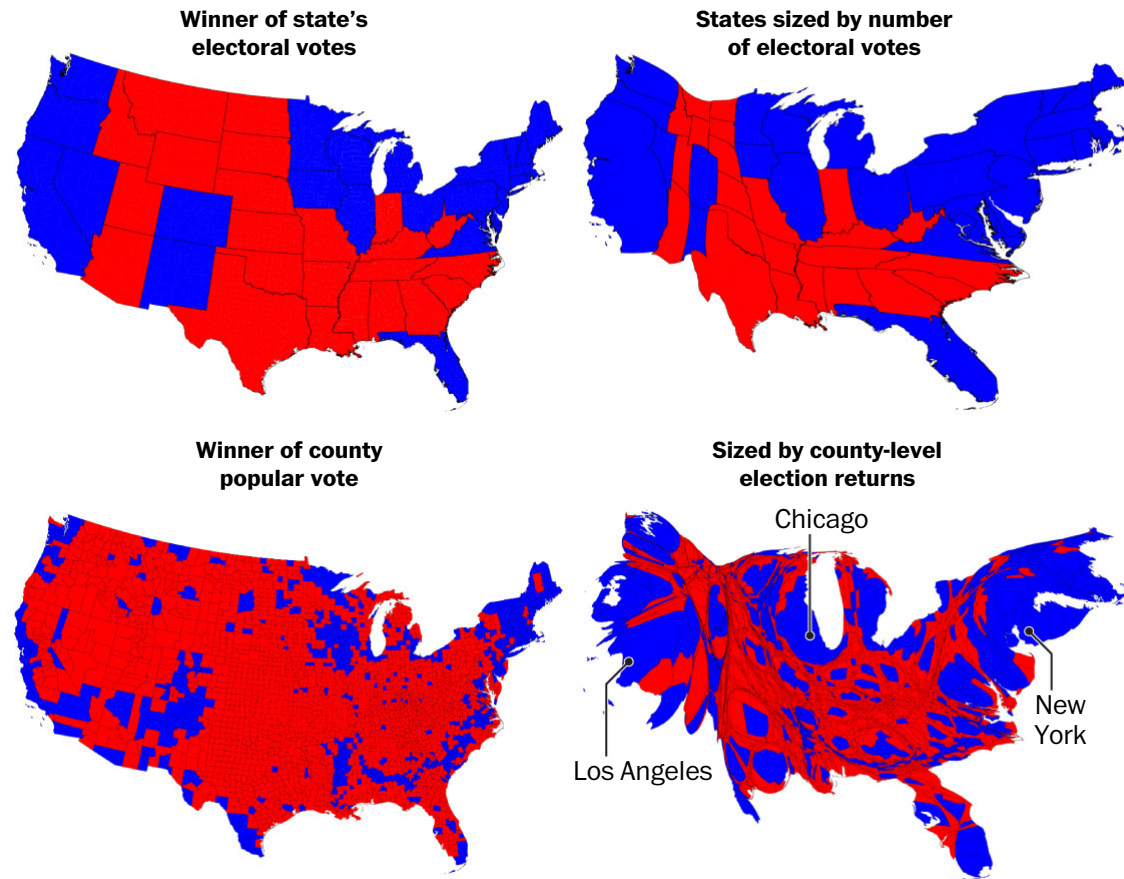 Winner of state’s
electoral votes
States sized by number
of electoral votes
Winner of county
popular vote
Sized by county-level
election returns
Chicago
New
York
Los Angeles